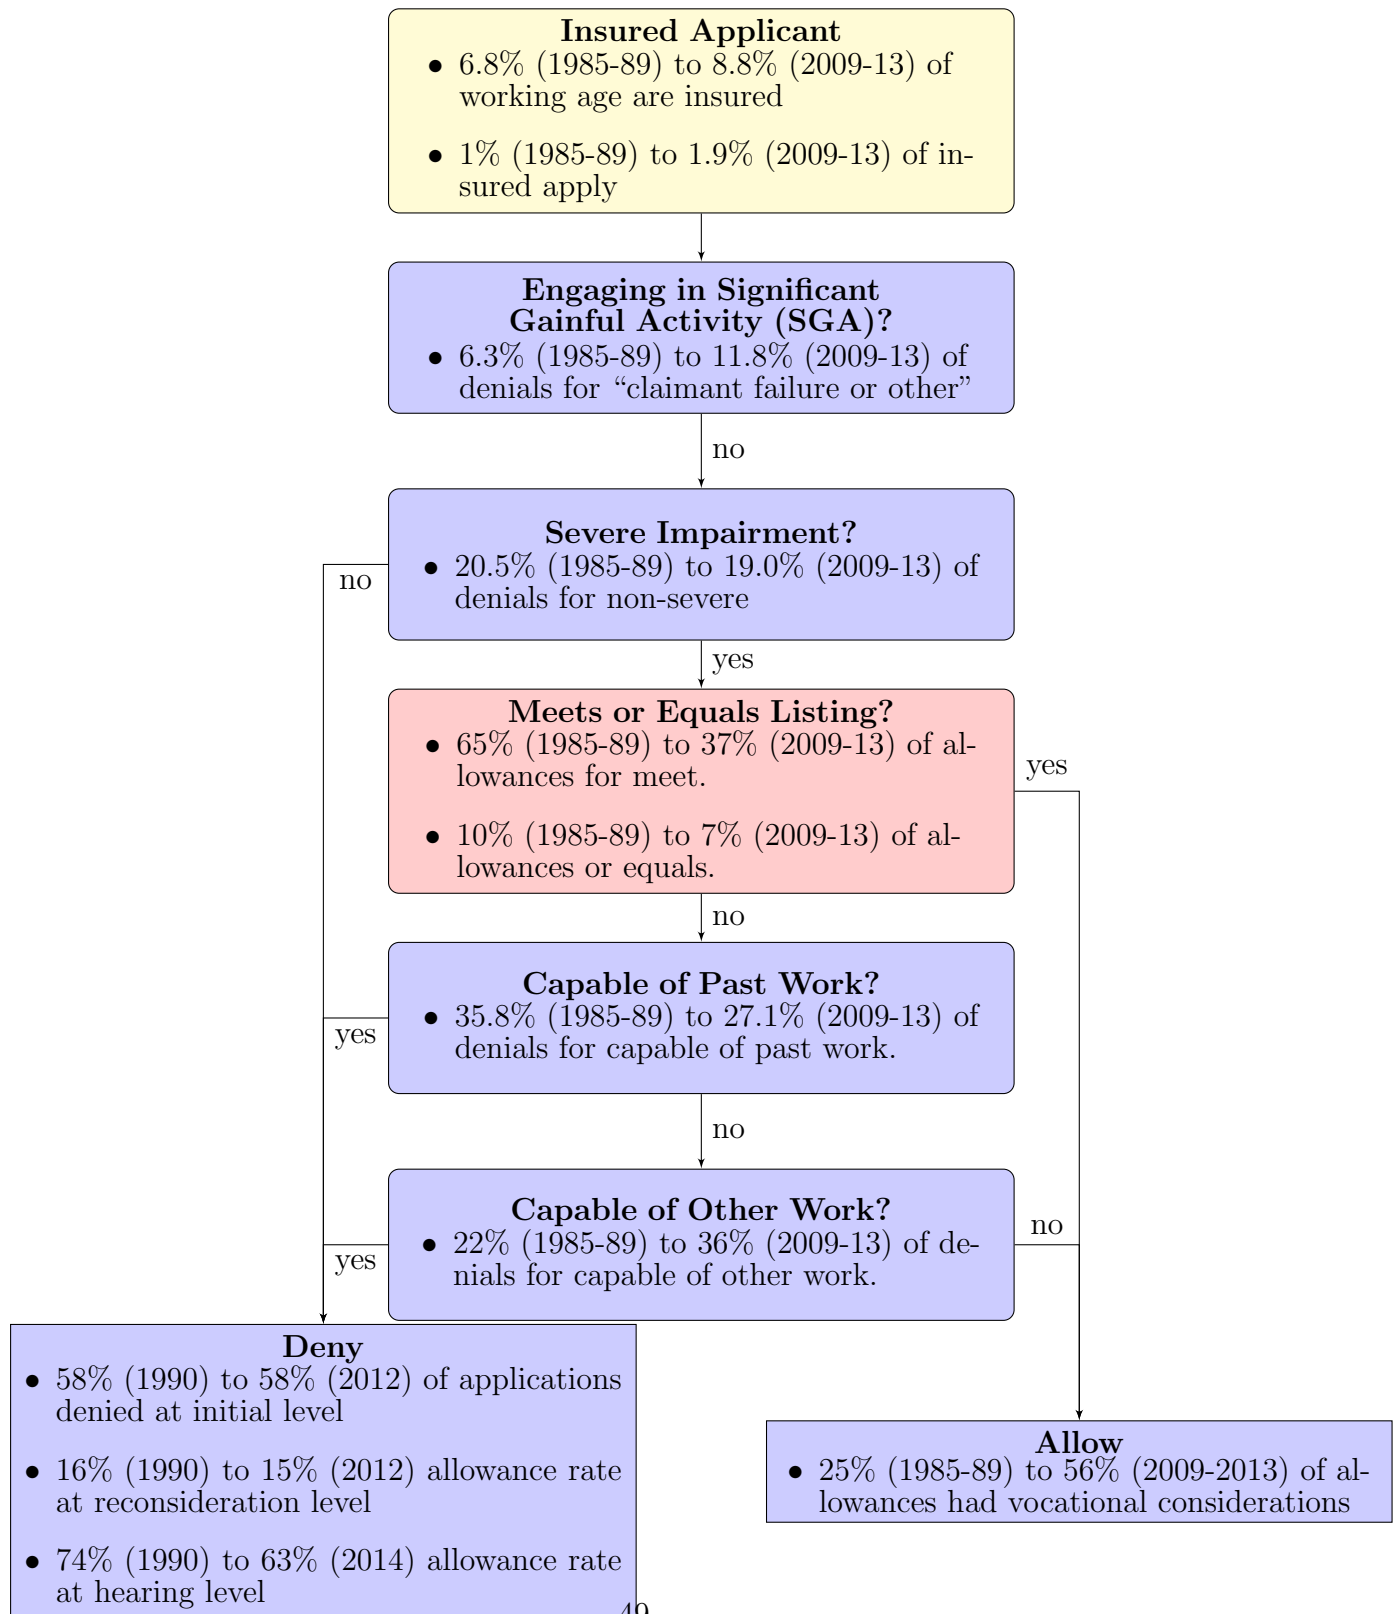 Insured Applicant
• 6.8% (1985-89) to 8.8% (2009-13) of
working age are insured
• 1% (1985-89) to 1.9% (2009-13) of in-
sured apply
Engaging in Significant
Gainful Activity (SGA)?
• 6.3% (1985-89) to 11.8% (2009-13) of
denials for “claimant failure or other”
no
Severe Impairment?
• 20.5% (1985-89) to 19.0% (2009-13) of
denials for non-severe
no
yes
Meets or Equals Listing?
• 65% (1985-89) to 37% (2009-13) of al-
lowances for meet.
• 10% (1985-89) to 7% (2009-13) of al-
lowances or equals.
yes
no
Capable of Past Work?
• 35.8% (1985-89) to 27.1% (2009-13) of
denials for capable of past work.
yes
no
Capable of Other Work?
• 22% (1985-89) to 36% (2009-13) of de-
nials for capable of other work.
yes
no
Deny
• 58% (1990) to 58% (2012) of applications
denied at initial level
• 16% (1990) to 15% (2012) allowance rate
at reconsideration level
• 74% (1990) to 63% (2014) allowance rate
at hearing level
Allow
• 25% (1985-89) to 56% (2009-2013) of al-
lowances had vocational considerations
49